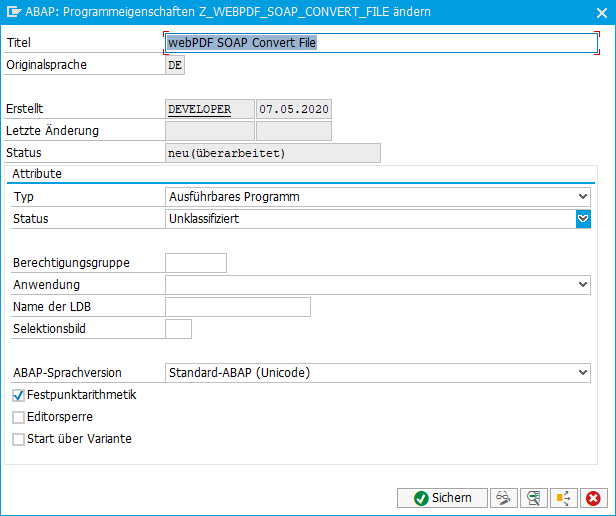 ABAP: Programmeigenschaften Z_WEBPDF_SOAP_CONVERT_FILE ändern
Titel webPDF SOAP Convert File
Originalsprache DE
Erstellt DEVELOPER 07.05.2020
Letzte Änderung
Status neu(überarbeitet)
Attribute
Typ Ausführbares Programm
Status Unklassifiziert
Berechtigungsgruppe
Anwendung
Name der LDB
Selektionsbild
ABAP-Sprachversion Standard-ABAP (Unicode)
Festpunktarithmetik
Editorsperre
Start über Variante
Sichern